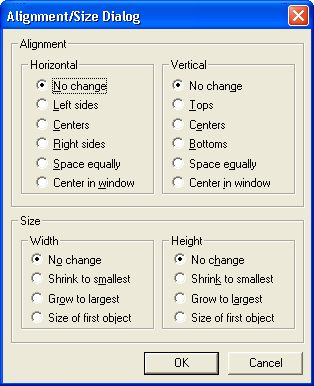 Alignment/Size Dialog
Alignment
Horizontal
No change
Left sides
Centers
Right sides
Space equally
Center in window
Vertical
No change
Tops
Centers
Bottoms
Space equally
Center in window
Size
Width
No change
Shrink to smallest
Grow to largest
Size of first object
Height
No change
Shrink to smallest
Grow to largest
Size of first object
OK
Cancel